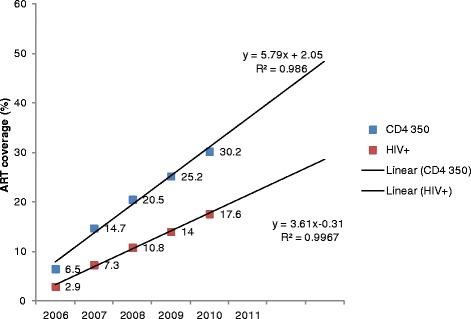 60
50
40
30
20
10
0
ART coverage (%)
y = 5.79x + 2.05
R² = 0.986
30.2
25.2
20.5
14.7
6.5
17.6
14
10.8
7.3
2.9
y = 3.61x-0.31
R² = 0.9967
2006 2007 2008 2009 2010 2011
CD4 350
HIV+
Linear (CD4 350)
Linear (HIV+)